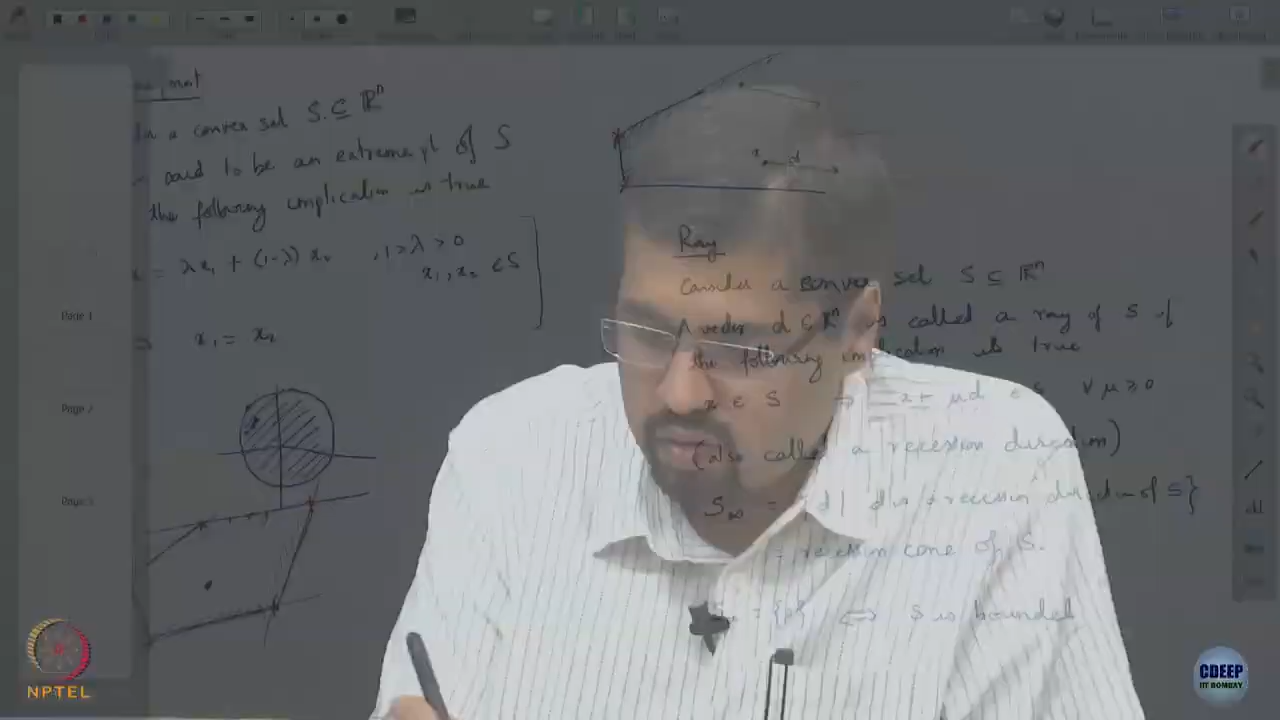 in a convex set S ⊆ ℝⁿ
said to be an extreme pt of S
the following implication is true
= λx₁ + (1-λ) x₂ , 1 > λ > 0
x₁, x₂ ∈ S
⇒ x₁ = x₂
Page 1
Page 2
Page 3
x d
Ray
Consider a convex set S ⊆ ℝⁿ
A vector d ∈ ℝⁿ is called a ray of S if
the following implication is true
x ∈ S ⇒ x + μd ∈ S ∀ μ ≥ 0
(also called a recession direction)
S∞ = {d | d is a recession direction of S}
= recession cone of S.
= {0} ⟺ S is bounded
NPTEL
CDEEP
IIT BOMBAY